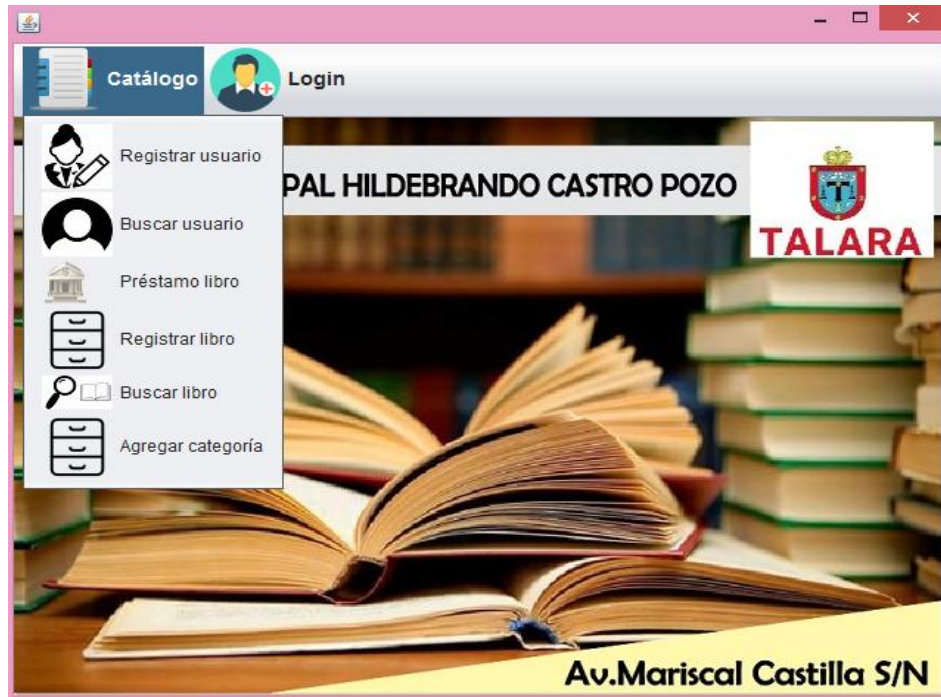 Catálogo Login
Registrar usuario
PAL HILDEBRANDO CASTRO POZO
Buscar usuario
TALARA
Préstamo libro
Registrar libro
Buscar libro
Agregar categoría
Av.Mariscal Castilla S/N